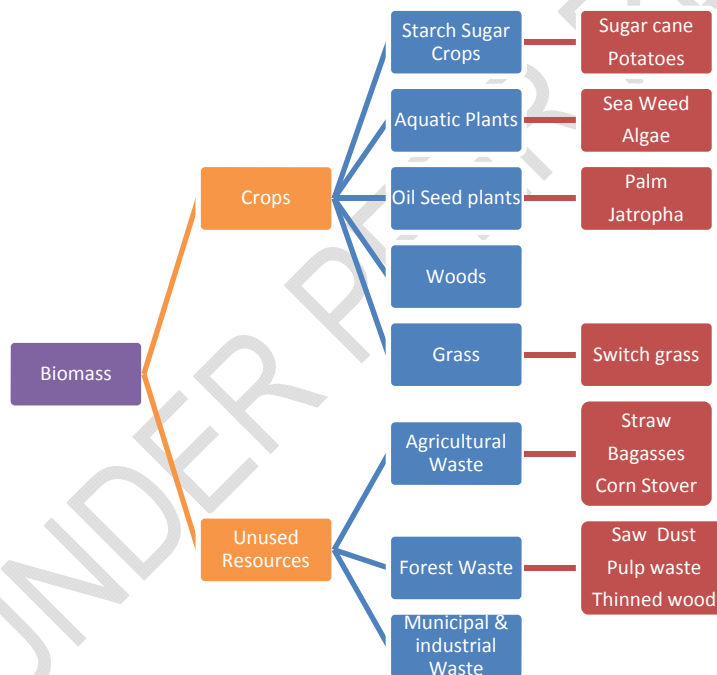 Starch Sugar
Crops
Sugar cane
Potatoes
Aquatic Plants
Sea Weed
Algae
Crops
Oil Seed plants
Palm
Jatropha
Woods
Biomass
Grass
Switch grass
Agricultural
Waste
Straw
Bagasses
Corn Stover
Unused
Resources
Forest Waste
Saw Dust
Pulp waste
Thinned wood
Municipal &
industrial
Waste
UNDER PEER